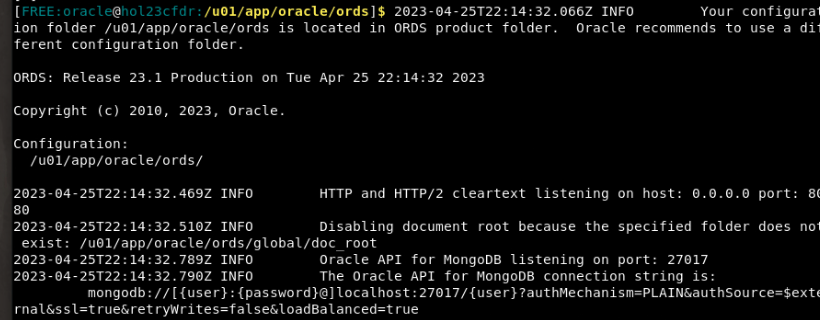 [FREE:oracle@hol23cfdr:/u01/app/oracle/ords]$ 2023-04-25T22:14:32.066Z INFO        Your configurat
ion folder /u01/app/oracle/ords is located in ORDS product folder.  Oracle recommends to use a dif
ferent configuration folder.
ORDS: Release 23.1 Production on Tue Apr 25 22:14:32 2023
Copyright (c) 2010, 2023, Oracle.
Configuration:
  /u01/app/oracle/ords/
2023-04-25T22:14:32.469Z INFO        HTTP and HTTP/2 cleartext listening on host: 0.0.0.0 port: 80
80
2023-04-25T22:14:32.510Z INFO        Disabling document root because the specified folder does not
 exist: /u01/app/oracle/ords/global/doc_root
2023-04-25T22:14:32.789Z INFO        Oracle API for MongoDB listening on port: 27017
2023-04-25T22:14:32.790Z INFO        The Oracle API for MongoDB connection string is:
         mongodb://[{user}:{password}@]localhost:27017/{user}?authMechanism=PLAIN&authSource=$exte
rnal&ssl=true&retryWrites=false&loadBalanced=true